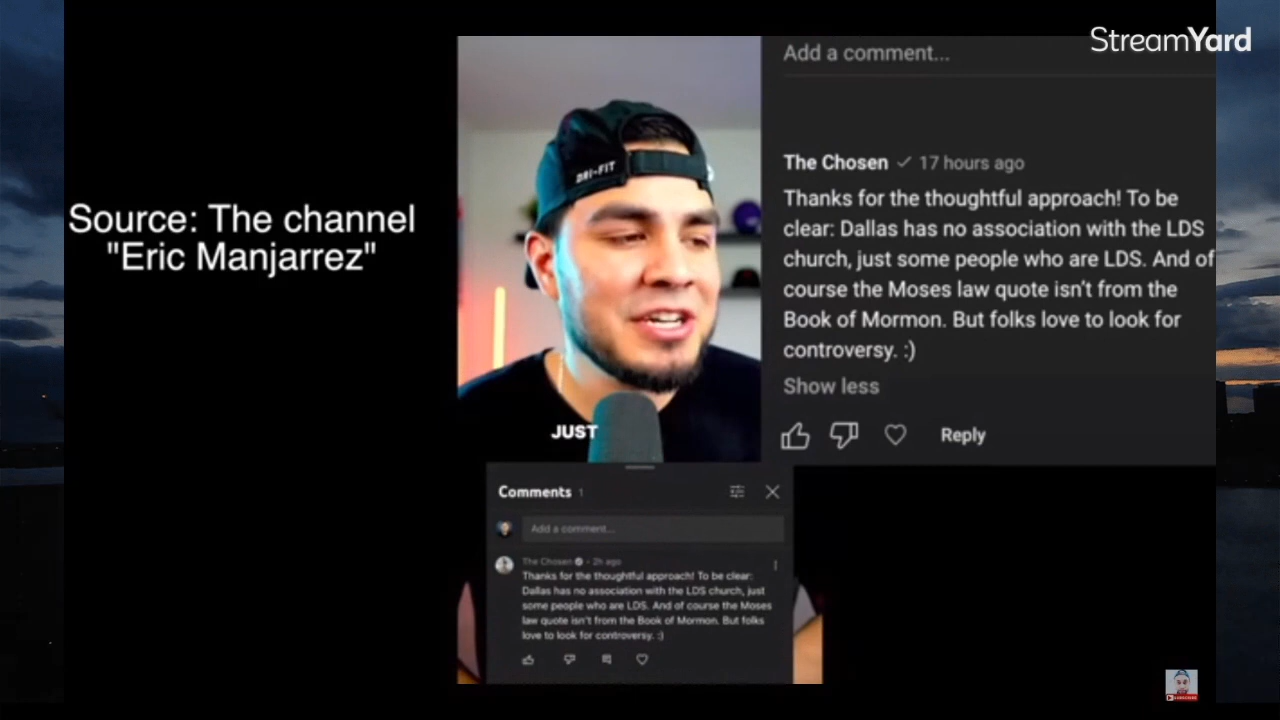 StreamYard
Source: The channel
"Eric Manjarrez"
DRI-FIT
JUST
Add a comment...
The Chosen 17 hours ago
Thanks for the thoughtful approach! To be
clear: Dallas has no association with the LDS
church, just some people who are LDS. And of
course the Moses law quote isn't from the
Book of Mormon. But folks love to look for
controversy. :)
Show less
Reply
Comments 1
Add a comment...
The Chosen • 2h ago
Thanks for the thoughtful approach! To be clear:
Dallas has no association with the LDS church, just
some people who are LDS. And of course the Moses
law quote isn't from the Book of Mormon. But folks
love to look for controversy. :)